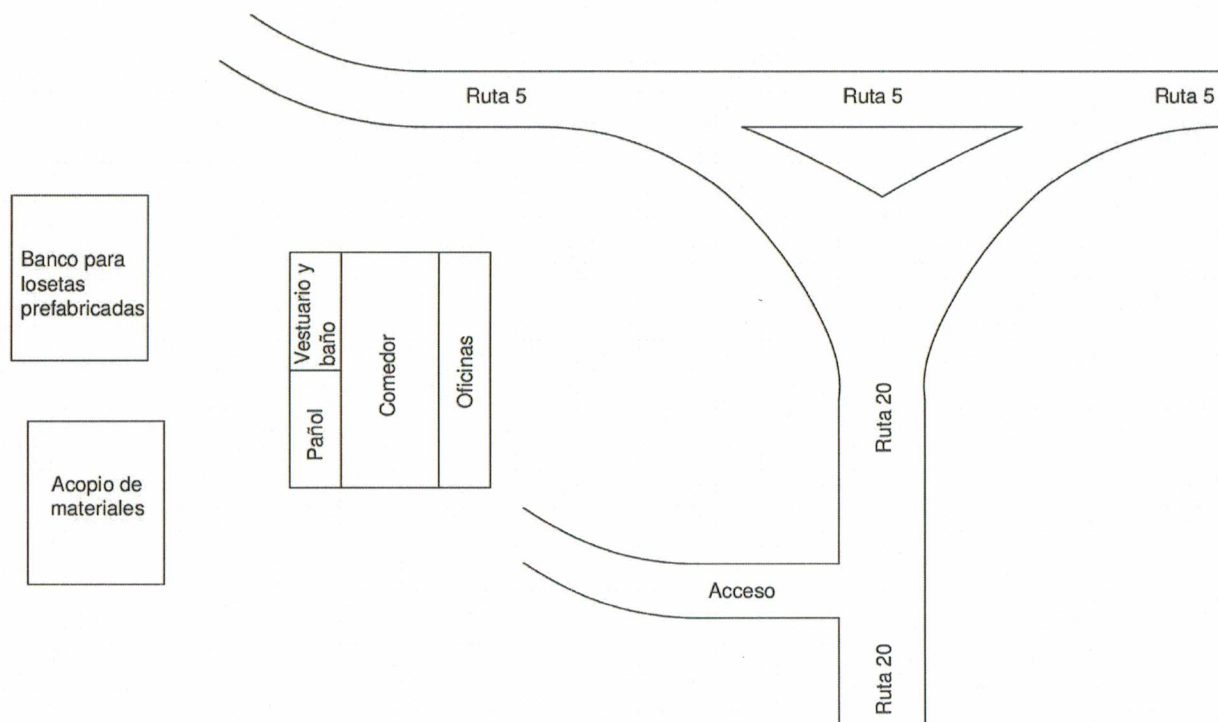 Ruta 5
Ruta 5
Ruta 5
Banco para
losetas
prefabricadas
Vestuario y
baño
Comedor
Oficinas
Pañol
Ruta 20
Acopio de
materiales
Acceso
Ruta 20